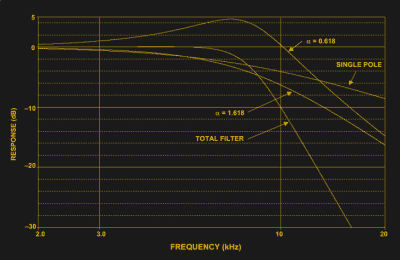 5
0
α = 0.618
SINGLE POLE
–10
α = 1.618
TOTAL FILTER
–20
–30
2.0
3.0
10
20
RESPONSE (dB)
FREQUENCY (kHz)